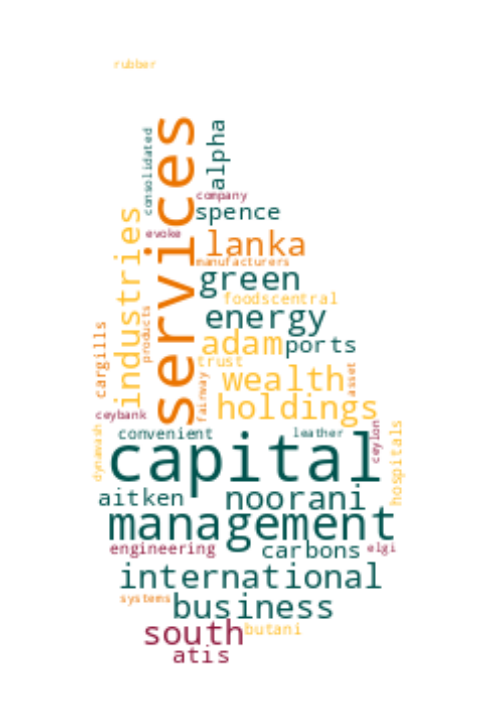 rubber
consolidated
services
alpha
company
spence
industries
evoke
lanka
manufacturers
green
foodscentral
products
energy
cargills
adam
ports
trust
wealth
asset
fairway
holdings
ceybank
convenient
leather
ceylon
hospitals
dynawash
capital
aitken
noorani
management
engineering
carbons
elgi
international
systems
business
south
butani
atis